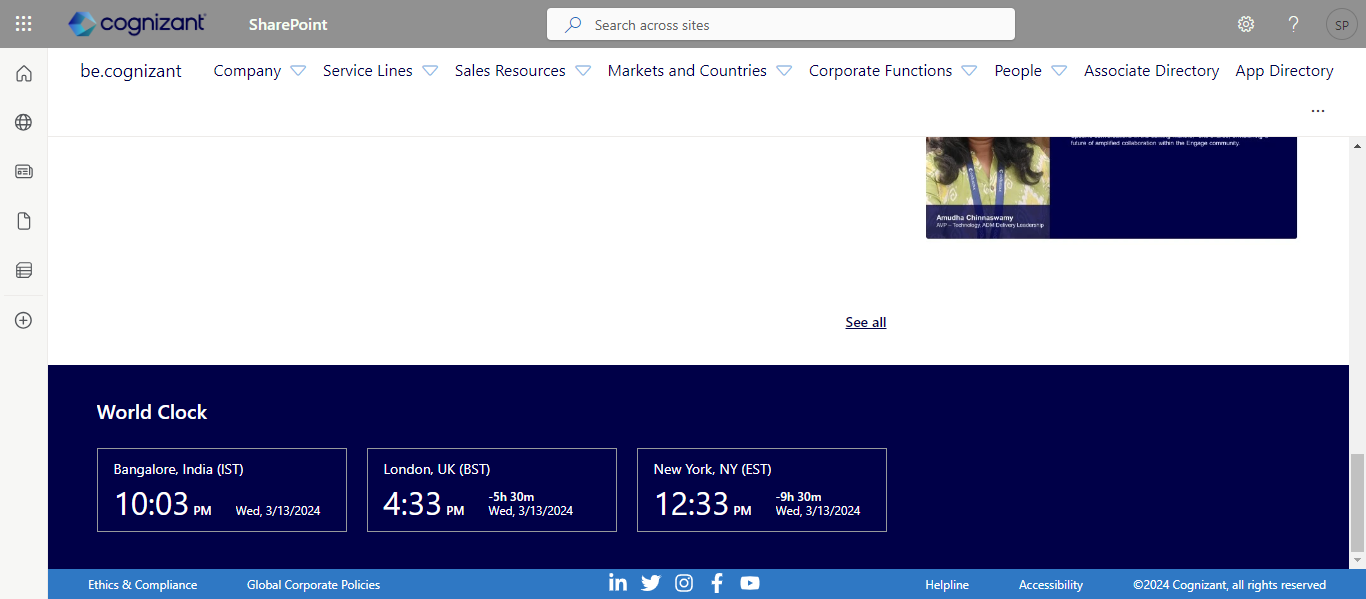 cognizant SharePoint Search across sites ? SP
be.cognizant Company Service Lines Sales Resources Markets and Countries Corporate Functions People Associate Directory App Directory
...
future of amplified collaboration within the Engage community.
Amudha Chinnaswamy
AVP – Technology, ADM-Delivery Leadership
See all
World Clock
Bangalore, India (IST)
10:03 PM Wed, 3/13/2024
London, UK (BST)
4:33 PM -5h 30m
Wed, 3/13/2024
New York, NY (EST)
12:33 PM -9h 30m
Wed, 3/13/2024
Ethics & Compliance Global Corporate Policies in f Helpline Accessibility ©2024 Cognizant, all rights reserved